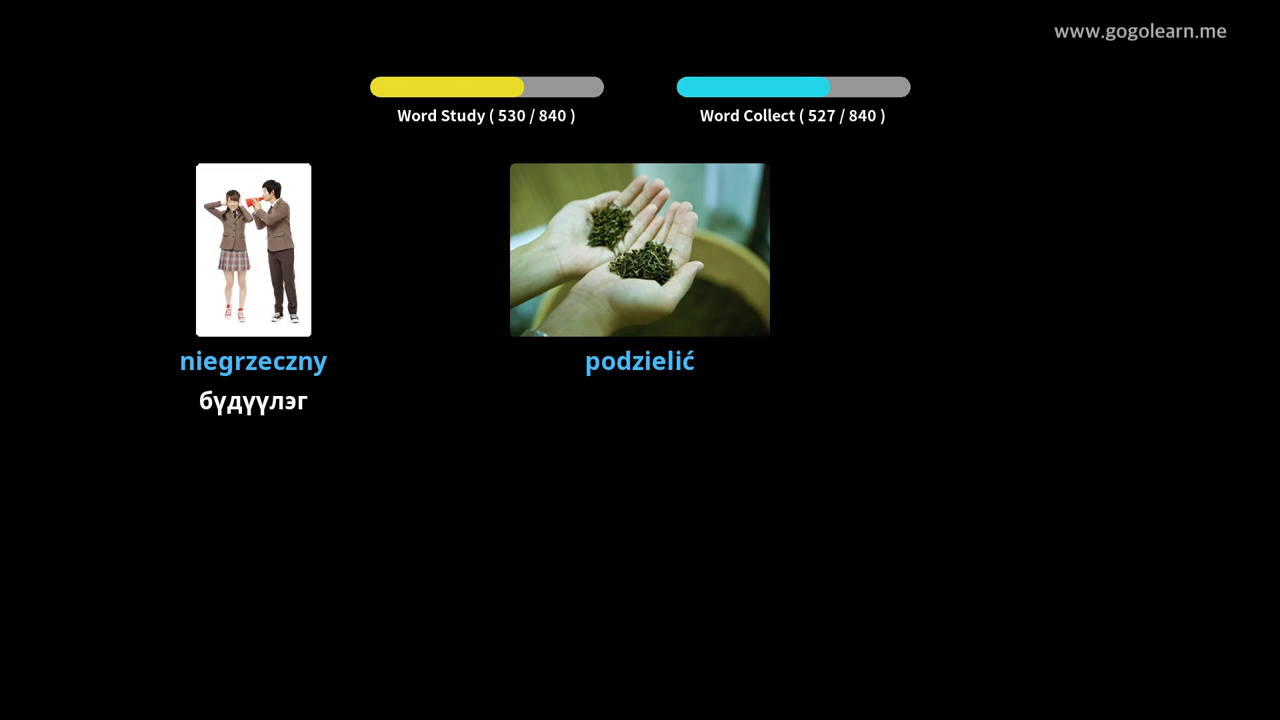 www.gogolearn.me
Word Study ( 530 / 840 )
Word Collect ( 527 / 840 )
niegrzeczny
бүдүүлэг
podzielić